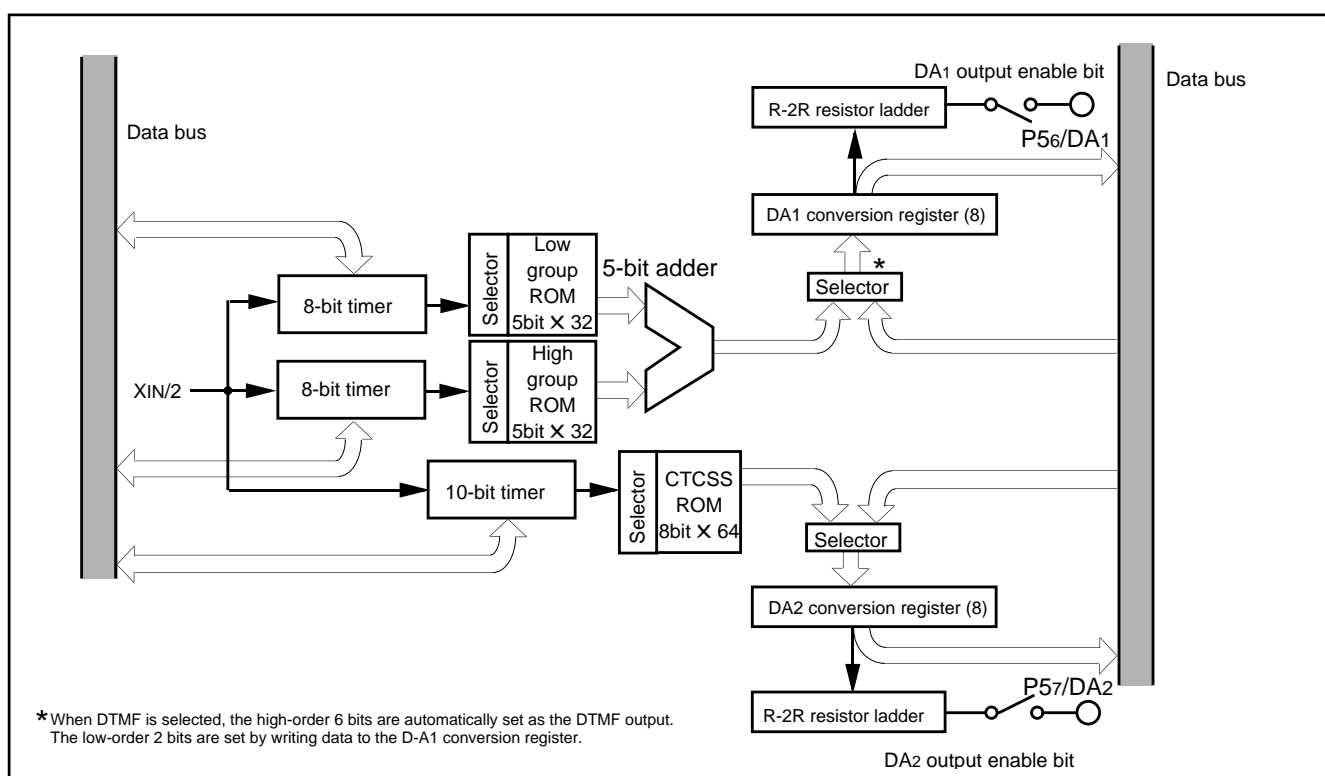 DA1 output enable bit
Data bus
R-2R resistor ladder
Data bus
P56/DA1
DA1 conversion register (8)
*
Selector
Low
group
ROM
5bit X 32
Selector
5-bit adder
8-bit timer
Selector
High
group
ROM
5bit X 32
Selector
XIN/2
8-bit timer
10-bit timer
Selector
CTCSS
ROM
8bit X 64
Selector
DA2 conversion register (8)
P57/DA2
R-2R resistor ladder
DA2 output enable bit
* When DTMF is selected, the high-order 6 bits are automatically set as the DTMF output.
The low-order 2 bits are set by writing data to the D-A1 conversion register.